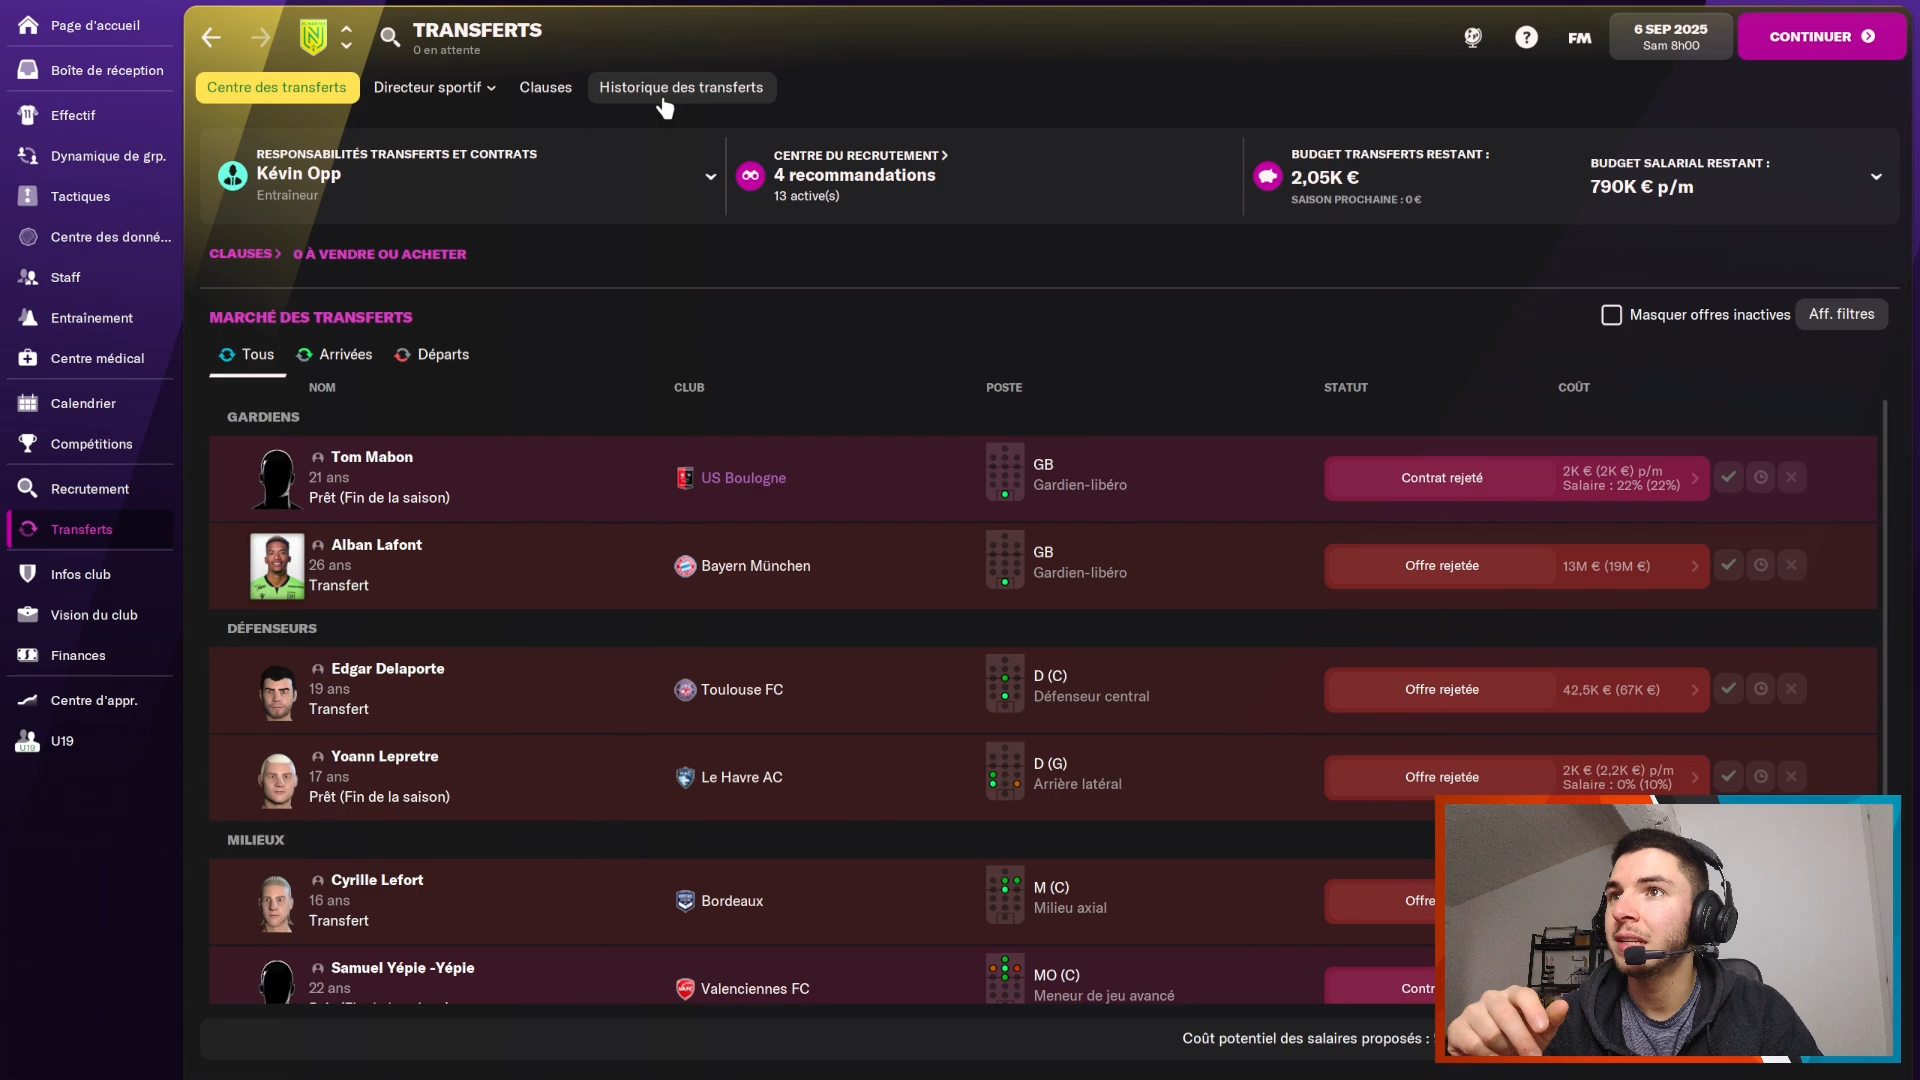 Page d'accueil
Boîte de réception
Effectif
Dynamique de grp.
Tactiques
Centre des donné...
Staff
Entraînement
Centre médical
Calendrier
Compétitions
Recrutement
Transferts
Infos club
Vision du club
Finances
Centre d'appr.
U19
U19
TRANSFERTS
0 en attente
?
FM
6 SEP 2025
Sam 8h00
CONTINUER
Centre des transferts
Directeur sportif
Clauses
Historique des transferts
RESPONSABILITÉS TRANSFERTS ET CONTRATS
Kévin Opp
Entraîneur
CENTRE DU RECRUTEMENT >
4 recommandations
13 active(s)
BUDGET TRANSFERTS RESTANT :
2,05K €
SAISON PROCHAINE : 0 €
BUDGET SALARIAL RESTANT :
790K € p/m
CLAUSES > 0 À VENDRE OU ACHETER
MARCHÉ DES TRANSFERTS
Masquer offres inactives
Aff. filtres
Tous
Arrivées
Départs
NOM CLUB POSTE STATUT COÛT
GARDIENS
Tom Mabon
21 ans
Prêt (Fin de la saison)
US Boulogne
GB
Gardien-libéro
Contrat rejeté
2K € (2K €) p/m
Salaire : 22% (22%)
Alban Lafont
26 ans
Transfert
Bayern München
GB
Gardien-libéro
Offre rejetée
13M € (19M €)
DÉFENSEURS
Edgar Delaporte
19 ans
Transfert
Toulouse FC
D (C)
Défenseur central
Offre rejetée
42,5K € (67K €)
Yoann Lepretre
17 ans
Prêt (Fin de la saison)
Le Havre AC
D (G)
Arrière latéral
Offre rejetée
2K € (2,2K €) p/m
Salaire : 0% (10%)
MILIEUX
Cyrille Lefort
16 ans
Transfert
Bordeaux
M (C)
Milieu axial
Offre
Samuel Yépie -Yépie
22 ans
Valenciennes FC
MO (C)
Meneur de jeu avancé
Contr
Coût potentiel des salaires proposés :